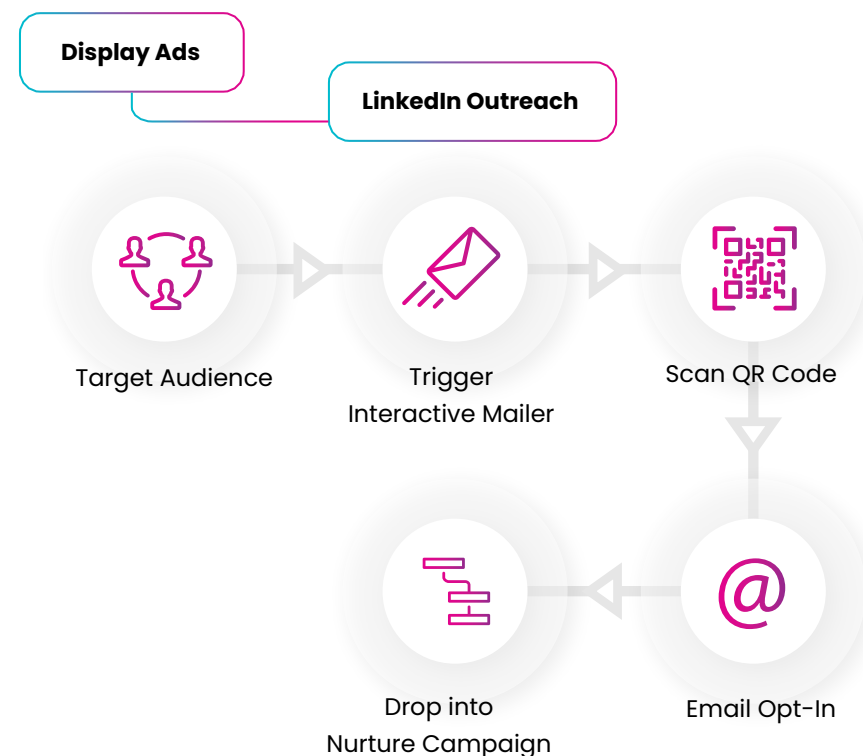 Display Ads
LinkedIn Outreach
Target Audience
Trigger
Interactive Mailer
Scan QR Code
@
Drop into
Nurture Campaign
Email Opt-In